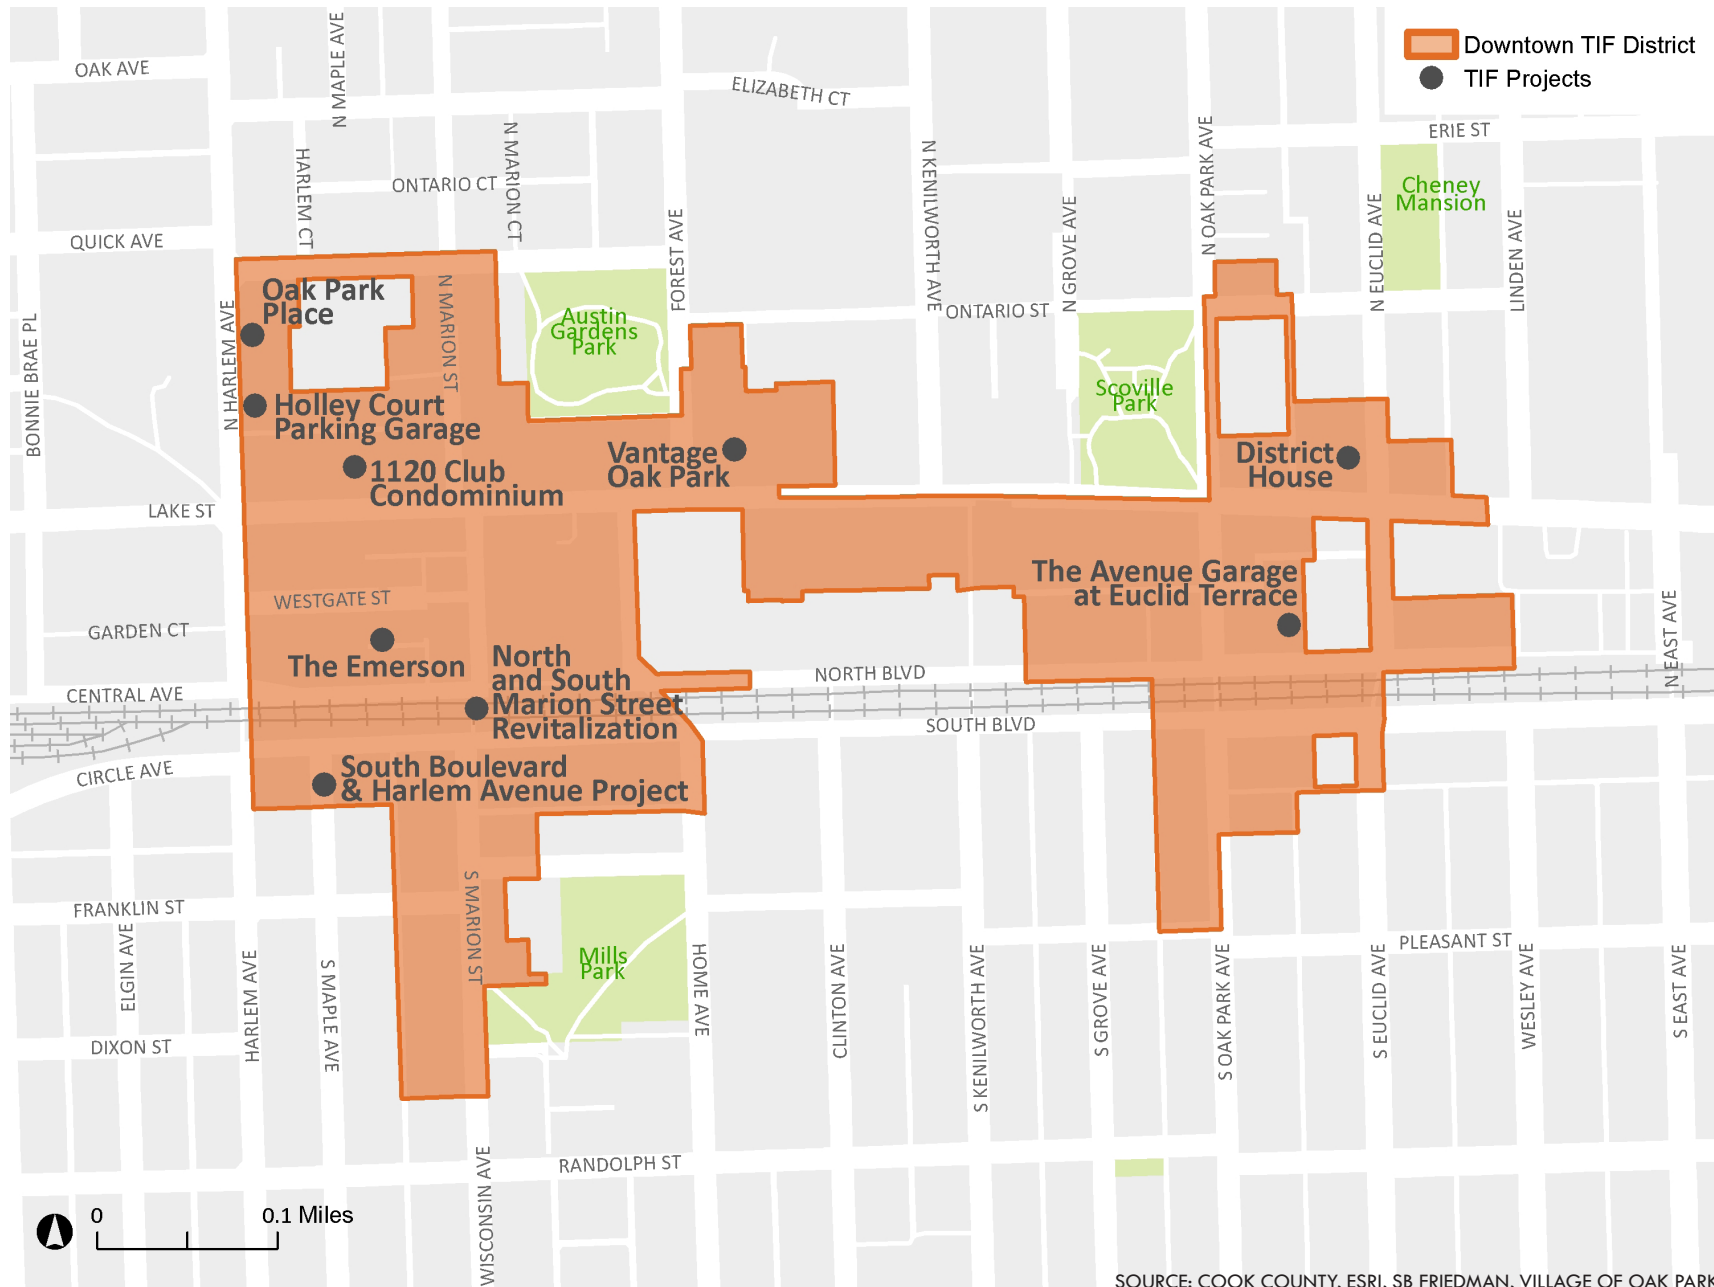 Downtown TIF District
TIF Projects
OAK AVE
N MAPLE AVE
ELIZABETH CT
ERIE ST
N OAK PARK AVE
N MARION CT
HARLEM CT
ONTARIO CT
N KENILWORTH AVE
Cheney
Mansion
N GROVE AVE
N EUCLID AVE
LINDEN AVE
FOREST AVE
QUICK AVE
N MARION ST
Oak Park
Place
N HARLEM AVE
BONNIE BRAE PL
Austin
Gardens
Park
ONTARIO ST
Scoville
Park
Holley Court
Parking Garage
1120 Club
Condominium
Vantage
Oak Park
District
House
LAKE ST
The Avenue Garage
at Euclid Terrace
WESTGATE ST
GARDEN CT
N EAST AVE
The Emerson
North
and South
Marion Street
Revitalization
NORTH BLVD
CENTRAL AVE
SOUTH BLVD
CIRCLE AVE
South Boulevard
& Harlem Avenue Project
S MARION ST
FRANKLIN ST
ELGIN AVE
HARLEM AVE
S MAPLE AVE
Mills
Park
HOME AVE
CLINTON AVE
S KENILWORTH AVE
S GROVE AVE
S OAK PARK AVE
PLEASANT ST
S EUCLID AVE
WESLEY AVE
S EAST AVE
DIXON ST
RANDOLPH ST
WISCONSIN AVE
0
0.1 Miles
SOURCE: COOK COUNTY, ESRI, SB FRIEDMAN, VILLAGE OF OAK PARK